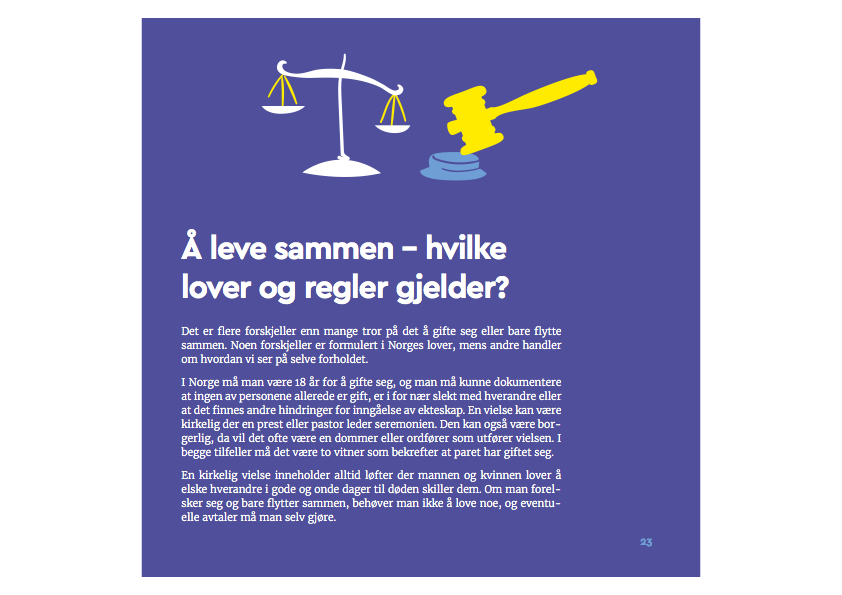 Å leve sammen – hvilke
lover og regler gjelder?
Det er flere forskjeller enn mange tror på det å gifte seg eller bare flytte
sammen. Noen forskjeller er formulert i Norges lover, mens andre handler
om hvordan vi ser på selve forholdet.
I Norge må man være 18 år for å gifte seg, og man må kunne dokumentere
at ingen av personene allerede er gift, er i for nær slekt med hverandre eller
at det finnes andre hindringer for inngåelse av ekteskap. En vielse kan være
kirkelig der en prest eller pastor leder seremonien. Den kan også være bor-
gerlig, da vil det ofte være en dommer eller ordfører som utfører vielsen. I
begge tilfeller må det være to vitner som bekrefter at paret har giftet seg.
En kirkelig vielse inneholder alltid løfter der mannen og kvinnen lover å
elske hverandre i gode og onde dager til døden skiller dem. Om man forel-
sker seg og bare flytter sammen, behøver man ikke å love noe, og eventu-
elle avtaler må man selv gjøre.
23